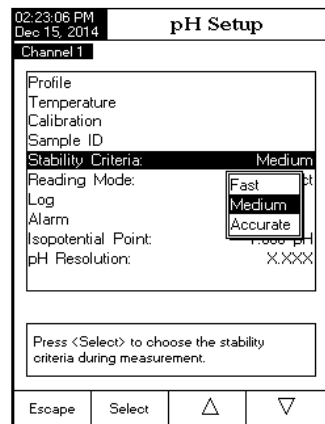 02:23:06 PM
Dec 15, 2014
pH Setup
Channel 1
Profile
Temperature
Calibration
Sample ID
Stability Criteria: Medium
Reading Mode:
Fast
Log
Medium
Alarm
Accurate
Isopotential Point: pH
pH Resolution: X.XXX
Press <Select> to choose the stability
criteria during measurement.
Escape Select △ ▽